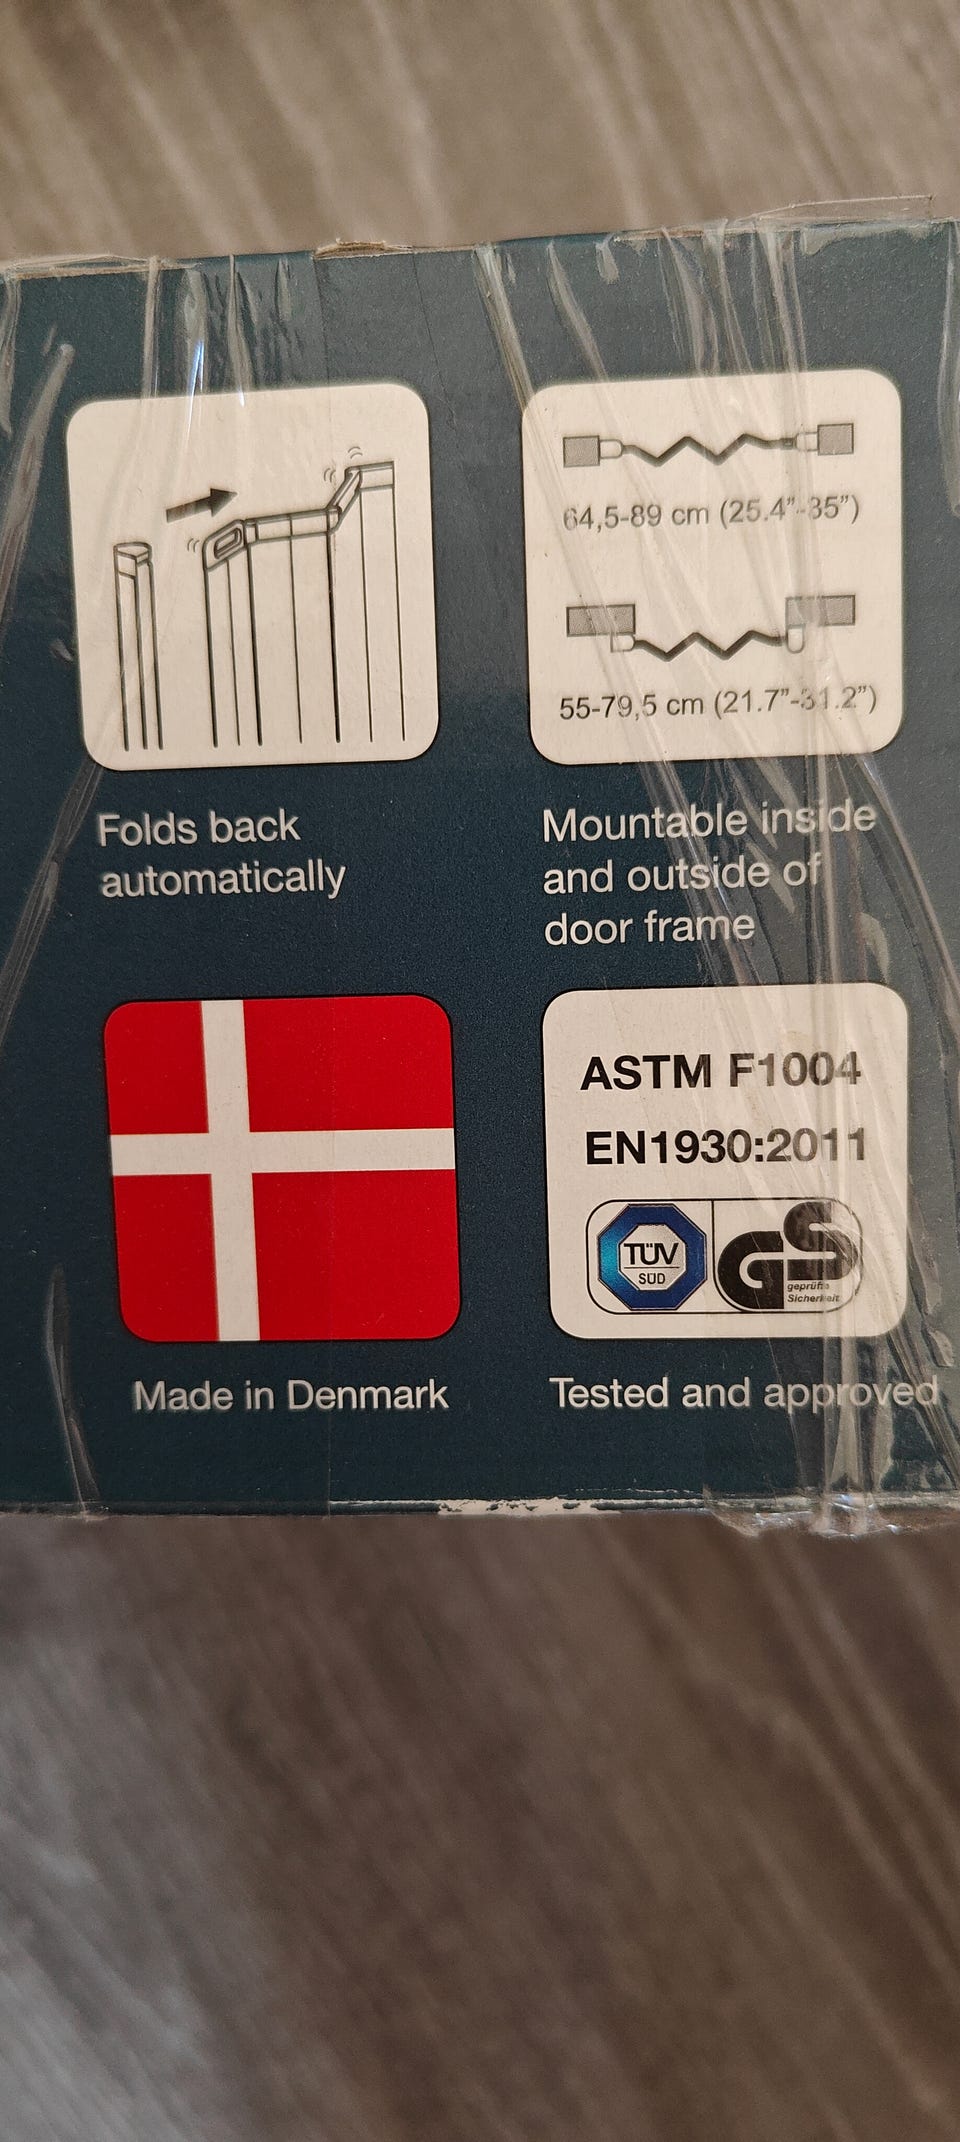 64,5-89 cm (25.4”-35”)
55-79,5 cm (21.7”-31.2”)
Folds back
automatically
Mountable inside
and outside of
door frame
ASTM F1004
EN1930:2011
TÜV
SÜD
GS
geprüfte
Sicherheit
Made in Denmark
Tested and approved